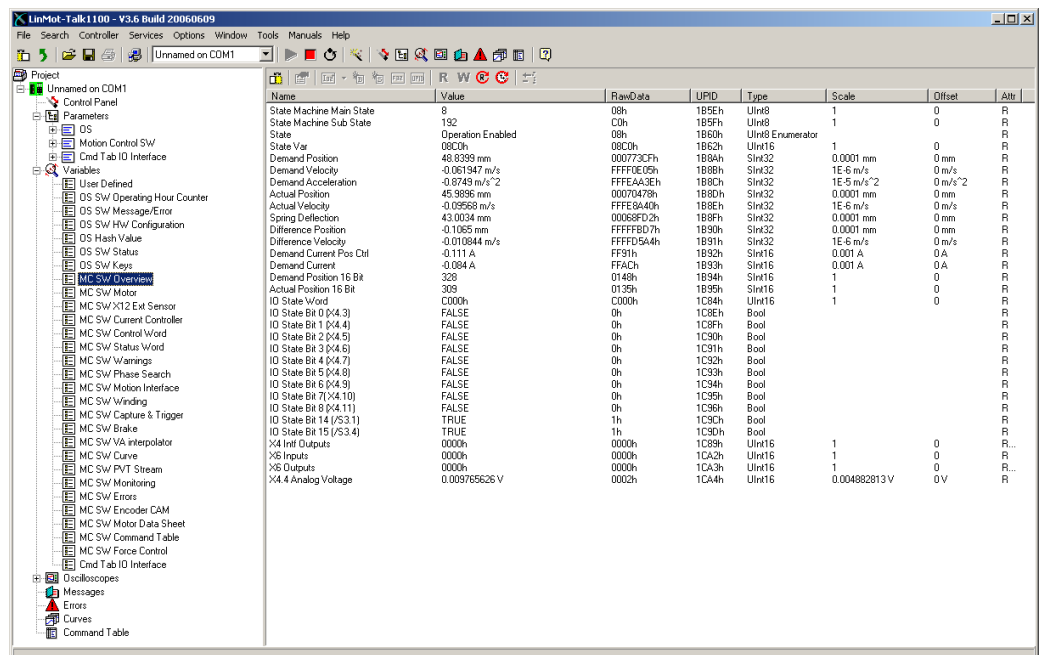 LinMot-Talk1100 - V3.6 Build 20060609
File Search Controller Services Options Window Tools Manuals Help
Unnamed on COM1
R W
Project
Unnamed on COM1
Control Panel
Parameters
OS
Motion Control SW
Cmd Tab IO Interface
Variables
User Defined
OS SW Operating Hour Counter
OS SW Message/Error
OS SW HW Configuration
OS Hash Value
OS SW Status
OS SW Keys
MC SW Overview
MC SW Motor
MC SW X12 Ext Sensor
MC SW Current Controller
MC SW Control Word
MC SW Status Word
MC SW Warnings
MC SW Phase Search
MC SW Motion Interface
MC SW Winding
MC SW Capture & Trigger
MC SW Brake
MC SW VA interpolator
MC SW Curve
MC SW PVT Stream
MC SW Monitoring
MC SW Errors
MC SW Encoder CAM
MC SW Motor Data Sheet
MC SW Command Table
MC SW Force Control
Cmd Tab IO Interface
Oscilloscopes
Messages
Errors
Curves
Command Table
Name Value RawData UPID Type Scale Offset Attr
State Machine Main State 8 08h 1B5Eh UInt8 1 0 R
State Machine Sub State 192 C0h 1B5Fh UInt8 1 0 R
State Operation Enabled 08h 1B60h UInt8 Enumerator R
State Var 08C0h 08C0h 1B62h UInt16 1 0 R
Demand Position 48.8399 mm 000773CFh 1B8Ah SInt32 0.0001 mm 0 mm R
Demand Velocity -0.061947 m/s FFFF0E05h 1B8Bh SInt32 1E-6 m/s 0 m/s R
Demand Acceleration -0.8749 m/s^2 FFFEAA3Eh 1B8Ch SInt32 1E-5 m/s^2 0 m/s^2 R
Actual Position 45.9896 mm 00070478h 1B8Dh SInt32 0.0001 mm 0 mm R
Actual Velocity -0.09568 m/s FFFE8A40h 1B8Eh SInt32 1E-6 m/s 0 m/s R
Spring Deflection 43.0034 mm 00068FD2h 1B8Fh SInt32 0.0001 mm 0 mm R
Difference Position -0.1065 mm FFFFFBD7h 1B90h SInt32 0.0001 mm 0 mm R
Difference Velocity -0.010844 m/s FFFFD5A4h 1B91h SInt32 1E-6 m/s 0 m/s R
Demand Current Pos Ctrl -0.111 A FF91h 1B92h SInt16 0.001 A 0 A R
Demand Current -0.084 A FFACh 1B93h SInt16 0.001 A 0 A R
Demand Position 16 Bit 328 0148h 1B94h SInt16 1 0 R
Actual Position 16 Bit 309 0135h 1B95h SInt16 1 0 R
IO State Word C000h C000h 1C84h UInt16 1 0 R
IO State Bit 0 (X4.3) FALSE 0h 1C8Eh Bool R
IO State Bit 1 (X4.4) FALSE 0h 1C8Fh Bool R
IO State Bit 2 (X4.5) FALSE 0h 1C90h Bool R
IO State Bit 3 (X4.6) FALSE 0h 1C91h Bool R
IO State Bit 4 (X4.7) FALSE 0h 1C92h Bool R
IO State Bit 5 (X4.8) FALSE 0h 1C93h Bool R
IO State Bit 6 (X4.9) FALSE 0h 1C94h Bool R
IO State Bit 7( X4.10) FALSE 0h 1C95h Bool R
IO State Bit 8 (X4.11) FALSE 0h 1C96h Bool R
IO State Bit 14 (/S3.1) TRUE 1h 1C9Ch Bool R
IO State Bit 15 (/S3.4) TRUE 1h 1C9Dh Bool R
X4 Intf Outputs 0000h 0000h 1C89h UInt16 1 0 R...
X6 Inputs 0000h 0000h 1CA2h UInt16 1 0 R
X6 Outputs 0000h 0000h 1CA3h UInt16 1 0 R...
X4.4 Analog Voltage 0.009765626 V 0002h 1CA4h UInt16 0.004882813 V 0 V R